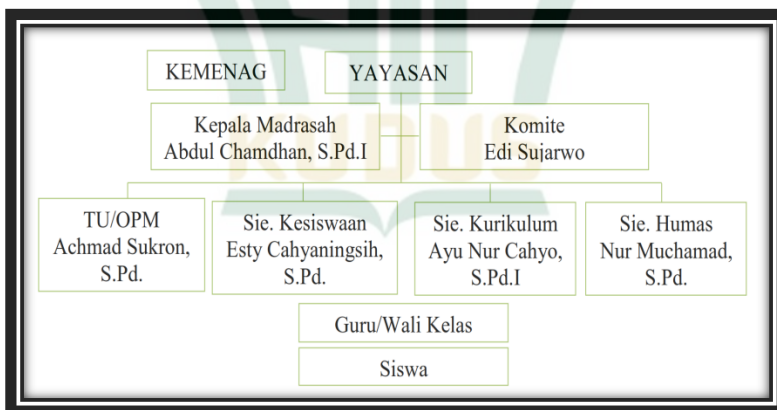 KEMENAG
YAYASAN
Kepala Madrasah
Abdul Chamdhan, S.Pd.I
Komite
Edi Sujarwo
TU/OPM
Achmad Sukron,
S.Pd.
Sie. Kesiswaan
Esty Cahyaningsih,
S.Pd.
Sie. Kurikulum
Ayu Nur Cahyo,
S.Pd.I
Sie. Humas
Nur Muchamad,
S.Pd.
Guru/Wali Kelas
Siswa
KUDUS